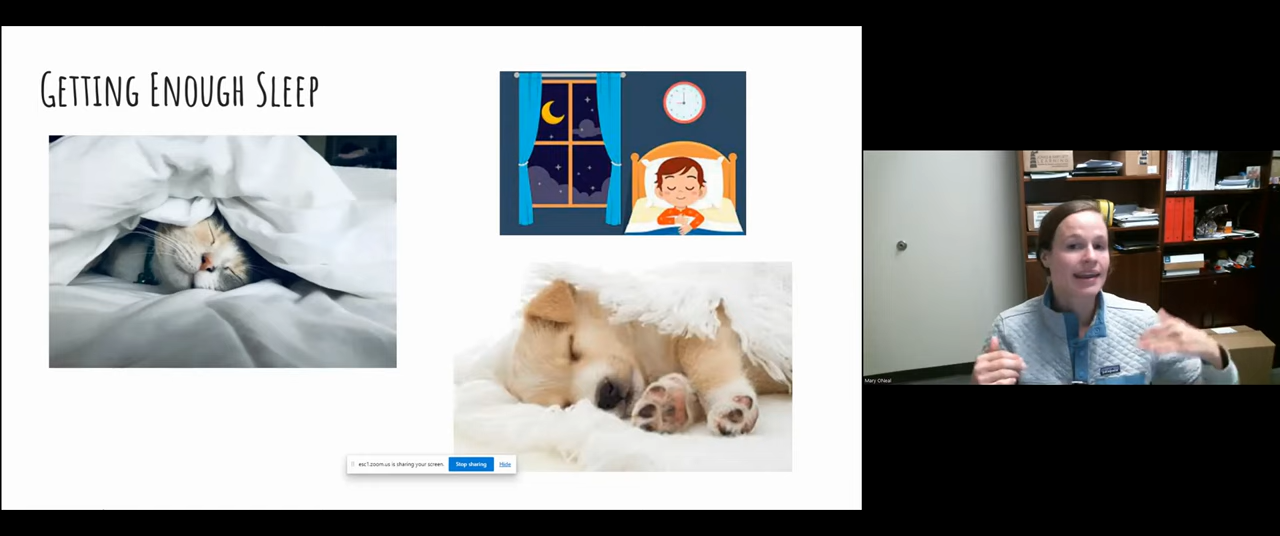 Getting Enough Sleep
esc1.zoom.us is sharing your screen.
Stop sharing
Hide
Mary ONeal